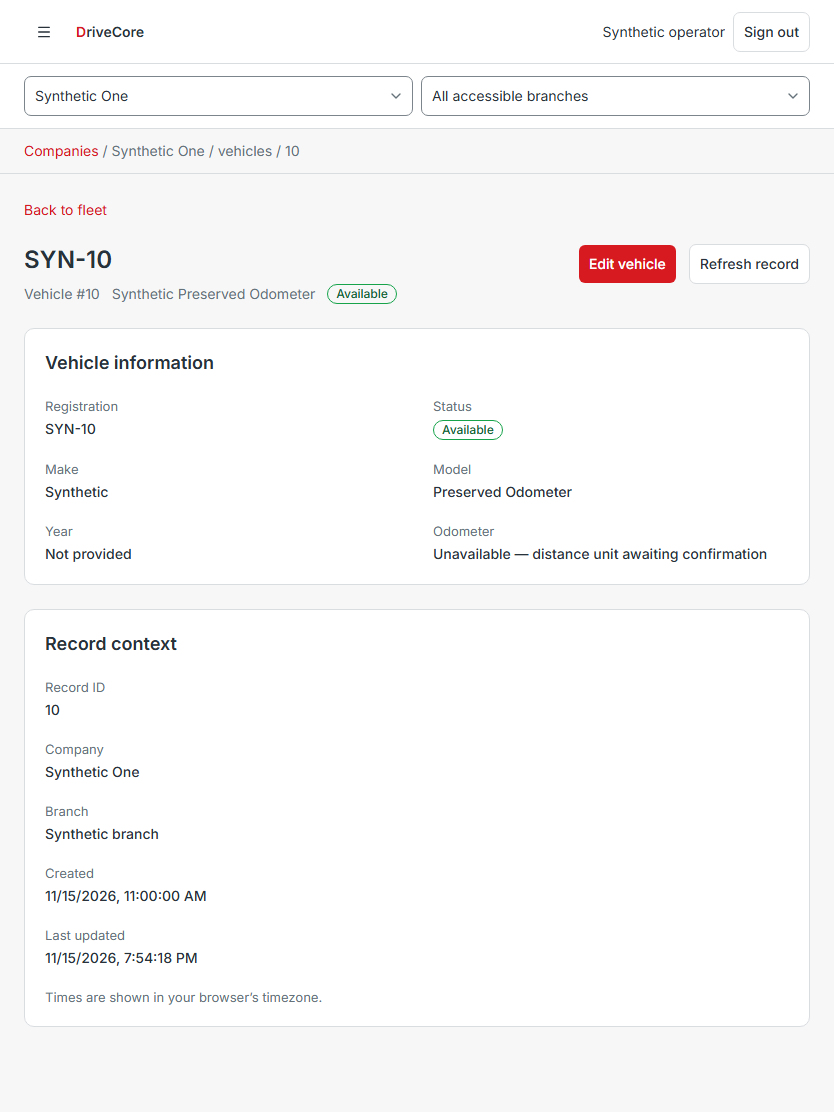 ☰ DriveCore Synthetic operator Sign out
Synthetic One All accessible branches
Companies / Synthetic One / vehicles / 10
Back to fleet
SYN-10
Edit vehicle Refresh record
Vehicle #10 Synthetic Preserved Odometer Available
Vehicle information
Registration Status
SYN-10 Available
Make Model
Synthetic Preserved Odometer
Year Odometer
Not provided Unavailable — distance unit awaiting confirmation
Record context
Record ID
10
Company
Synthetic One
Branch
Synthetic branch
Created
11/15/2026, 11:00:00 AM
Last updated
11/15/2026, 7:54:18 PM
Times are shown in your browser’s timezone.